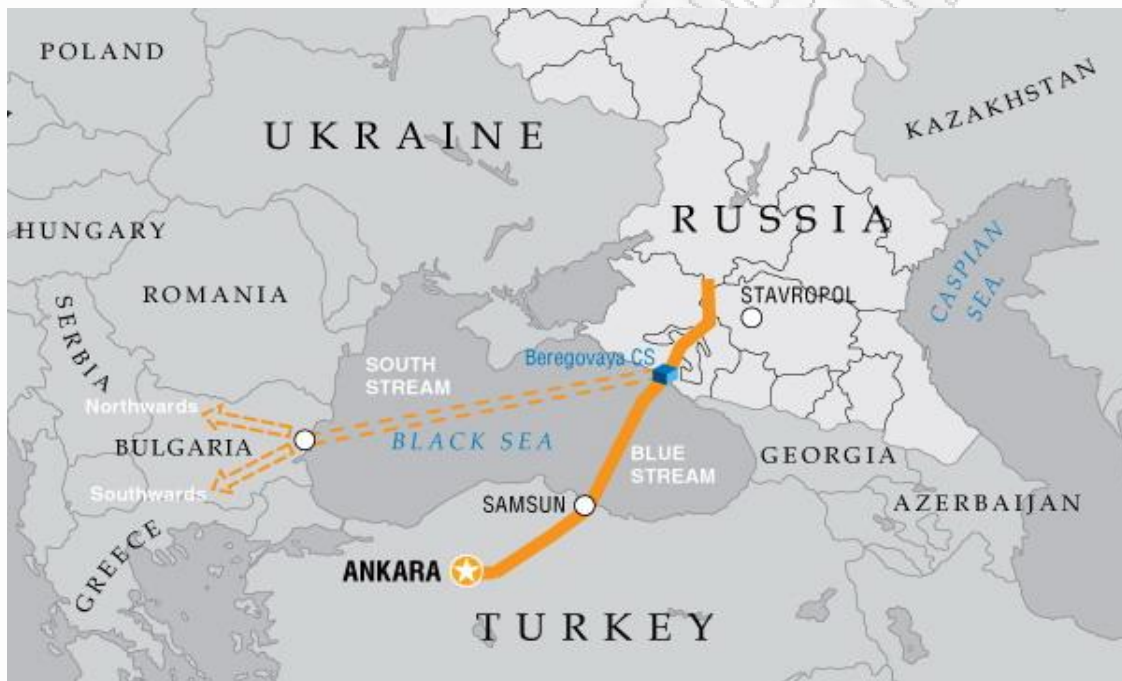 POLAND
UKRAINE
KAZAKHSTAN
HUNGARY
RUSSIA
CASPIAN
SEA
ROMANIA
STAVROPOL
SERBIA
SOUTH
STREAM
Beregovaya CS
Northwards
BULGARIA
BLACK SEA
BLUE
STREAM
GEORGIA
Southwards
SAMSUN
AZERBAIJAN
GREECE
ANKARA
TURKEY